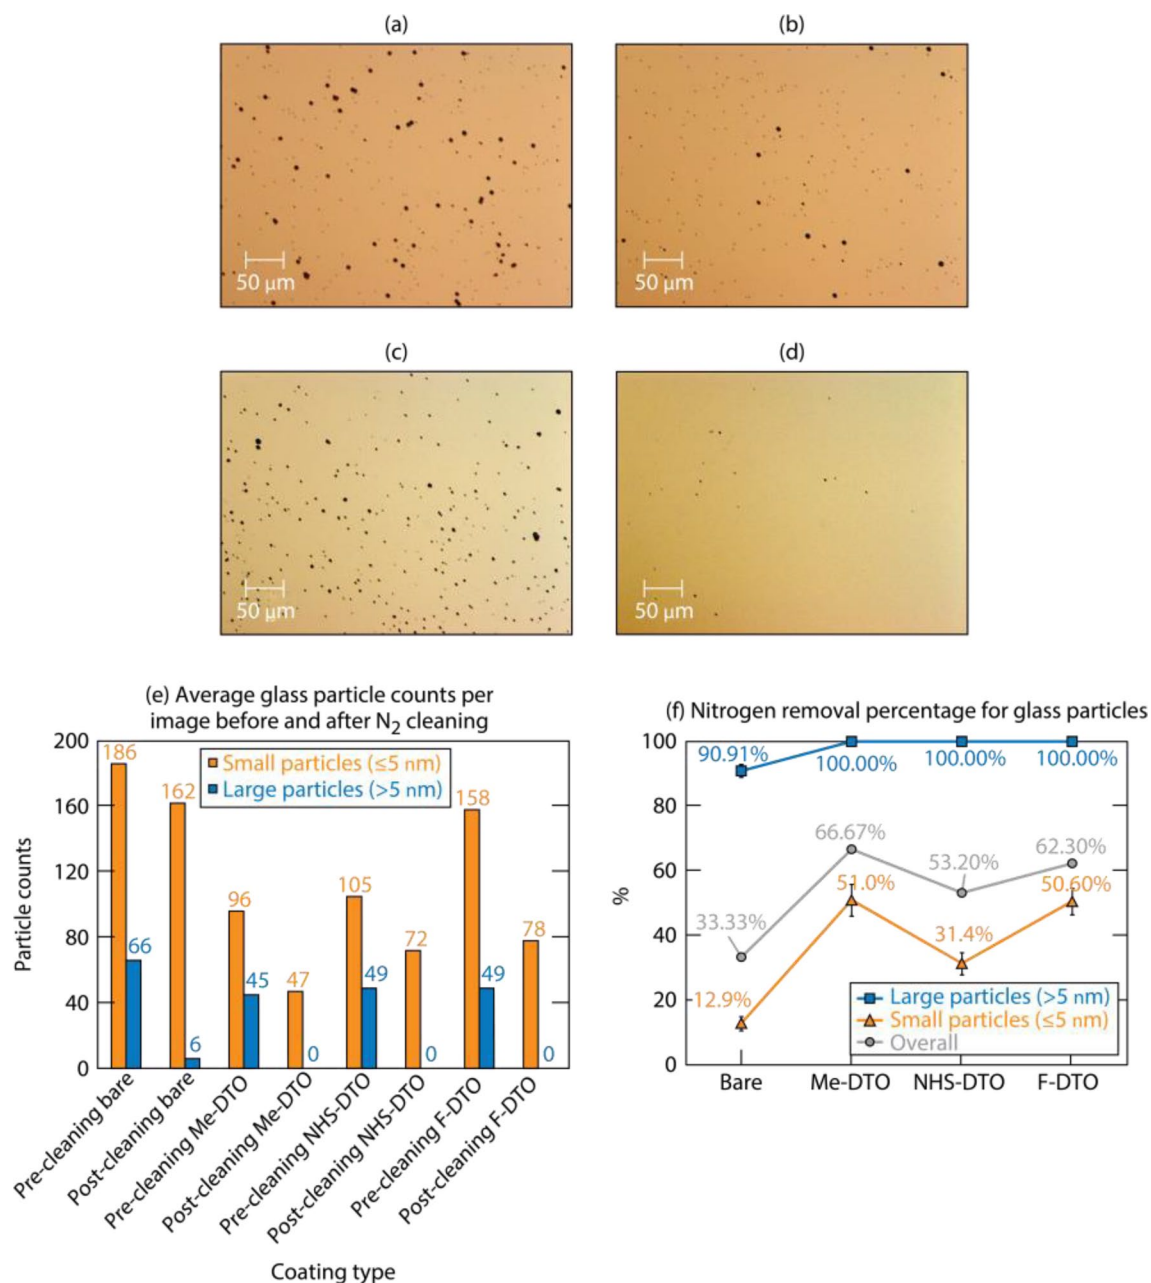 (a)
(b)
50 µm
50 µm
(c)
(d)
50 µm
50 µm
(e) Average glass particle counts per
image before and after N₂ cleaning
200
160
120
80
40
0
Particle counts
186
66
162
6
96
45
47
0
105
49
72
0
158
49
78
0
Small particles (≤5 nm)
Large particles (>5 nm)
Pre-cleaning bare
Post-cleaning bare
Pre-cleaning Me-DTO
Post-cleaning Me-DTO
Pre-cleaning NHS-DTO
Post-cleaning NHS-DTO
Pre-cleaning F-DTO
Post-cleaning F-DTO
Coating type
(f) Nitrogen removal percentage for glass particles
100
80
60
40
20
0
%
90.91%
100.00%
100.00%
100.00%
66.67%
53.20%
62.30%
33.33%
51.0%
50.60%
31.4%
12.9%
Large particles (>5 nm)
Small particles (≤5 nm)
Overall
Bare
Me-DTO
NHS-DTO
F-DTO